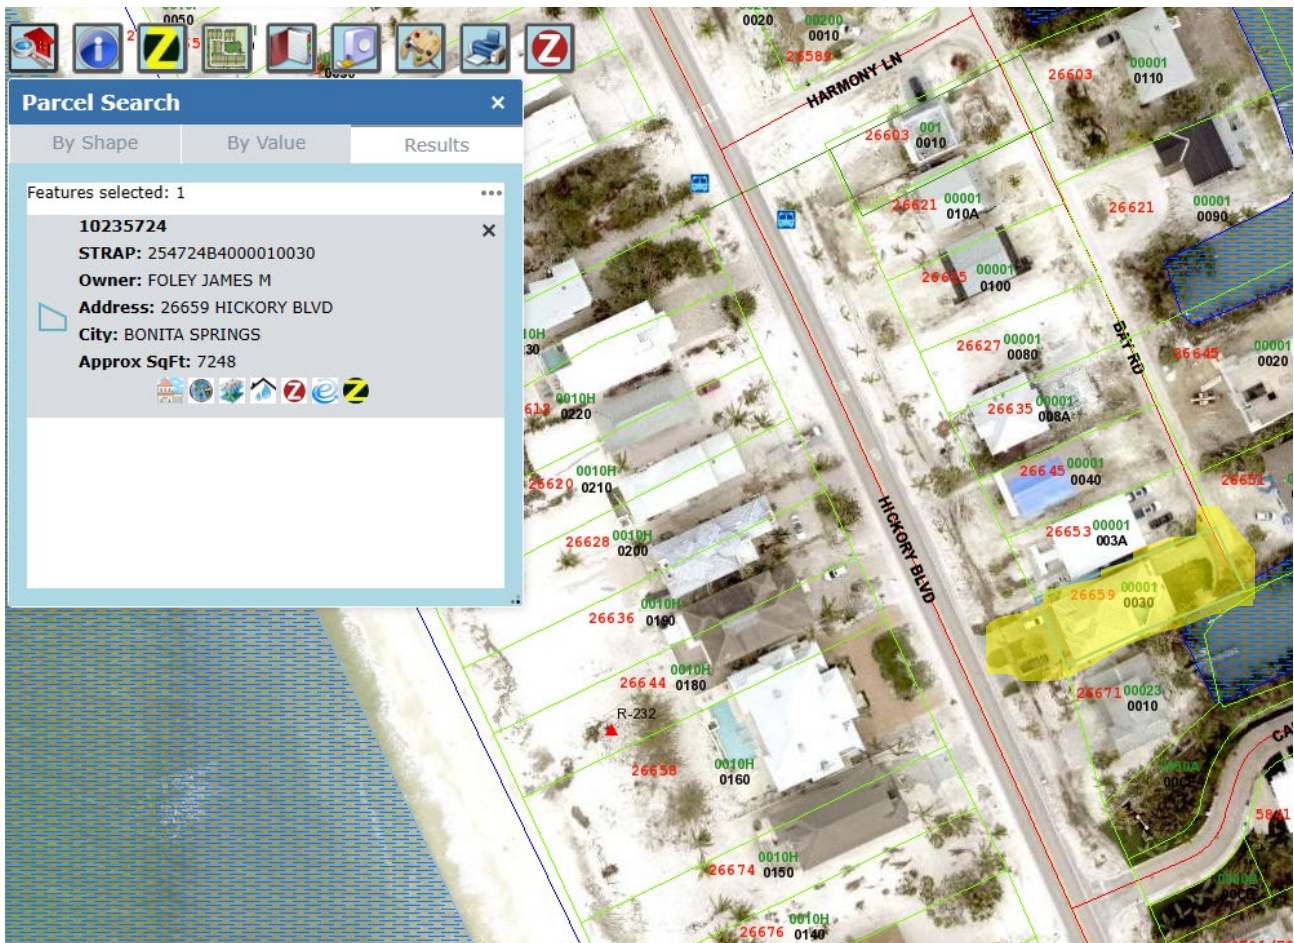 Parcel Search
By Shape
By Value
Results
Features selected: 1
10235724
STRAP: 254724B4000010030
Owner: FOLEY JAMES M
Address: 26659 HICKORY BLVD
City: BONITA SPRINGS
Approx SqFt: 7248
0050
0020
00200
0010
26589
HARMONY LN
26603
00001
0110
26603
001
0010
26621
00001
010A
26621
00001
0090
00001
0100
26627
00001
0080
BAY RD
00001
0020
26635
00001
008A
0010H
0220
26645
00001
0040
26620
0010H
0210
26651
HICKORY BLVD
26653
00001
003A
26628
0010H
0200
26659
00001
0030
26636
0010H
0190
26644
0010H
0180
26671
00023
0010
R-232
26658
0010H
0160
26674
0010H
0150
26676
0010H
0140